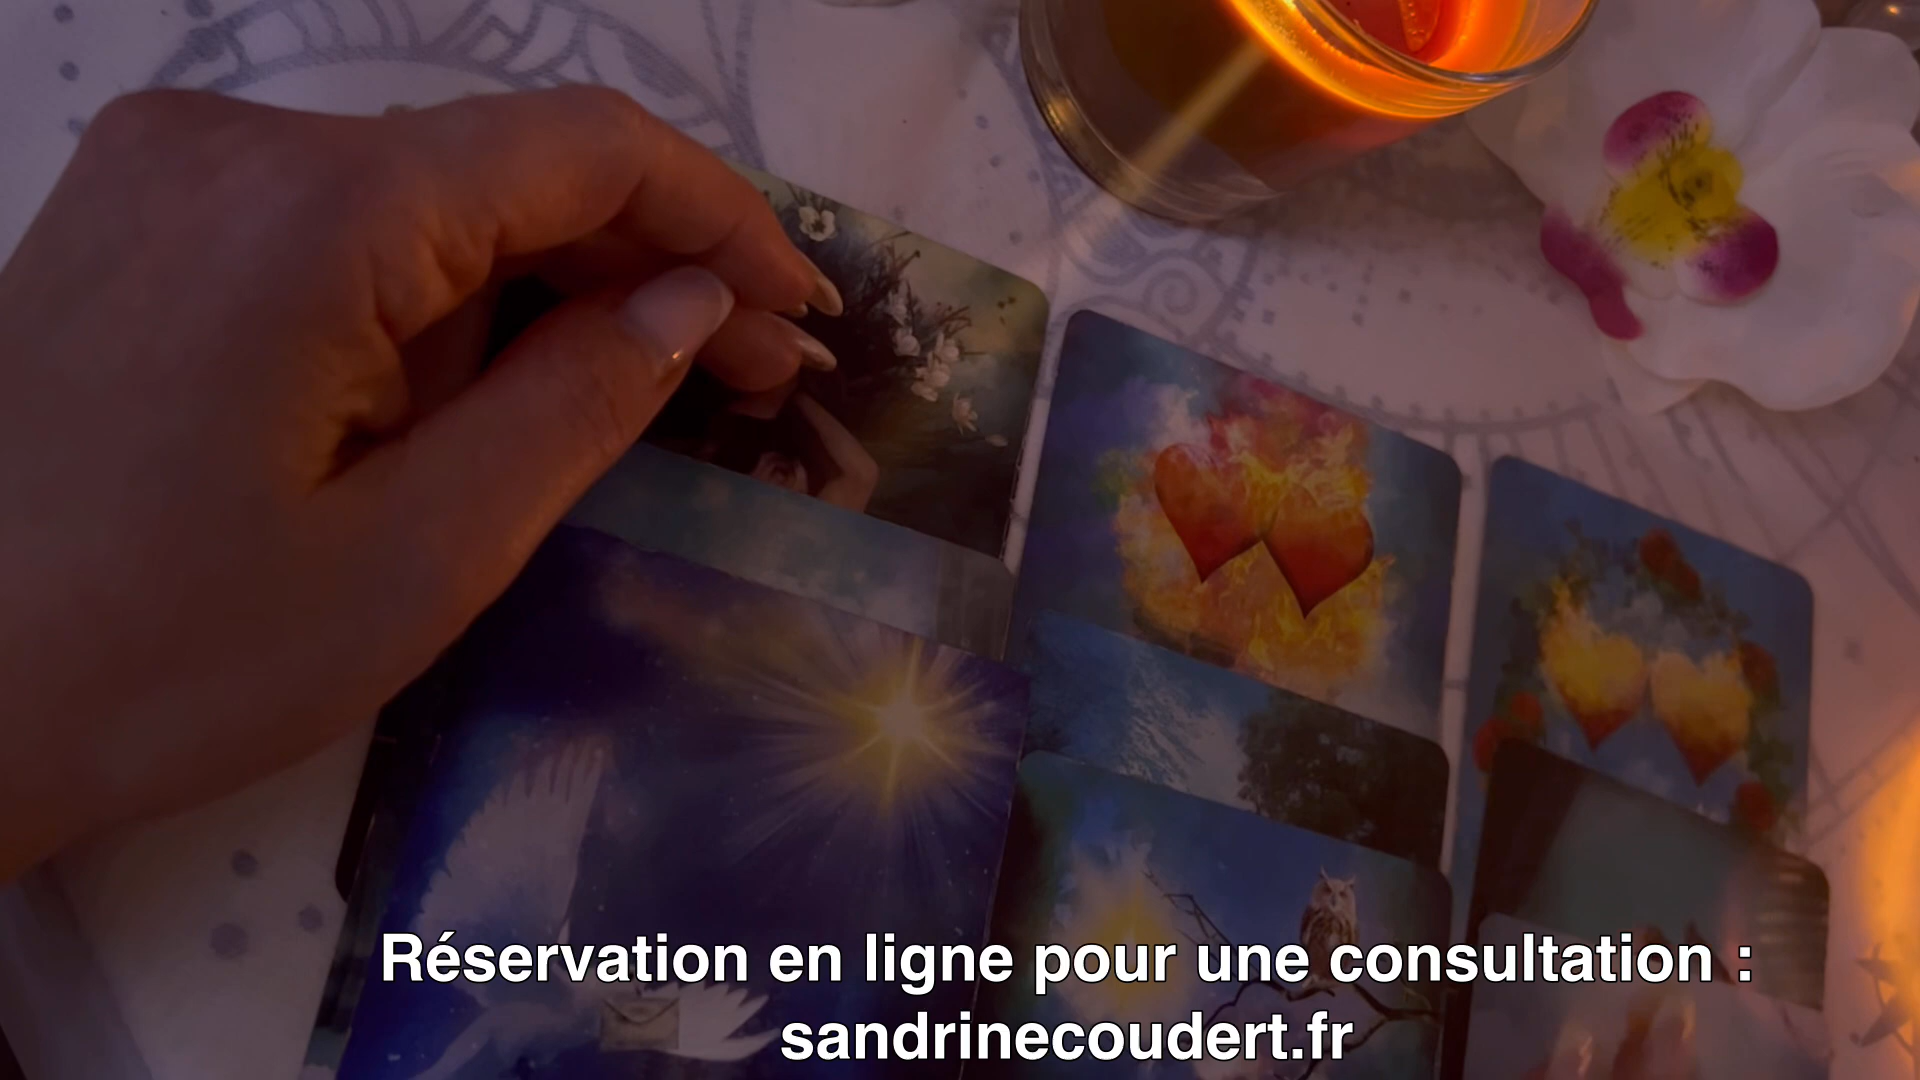 Réservation en ligne pour une consultation :
sandrinecoudert.fr